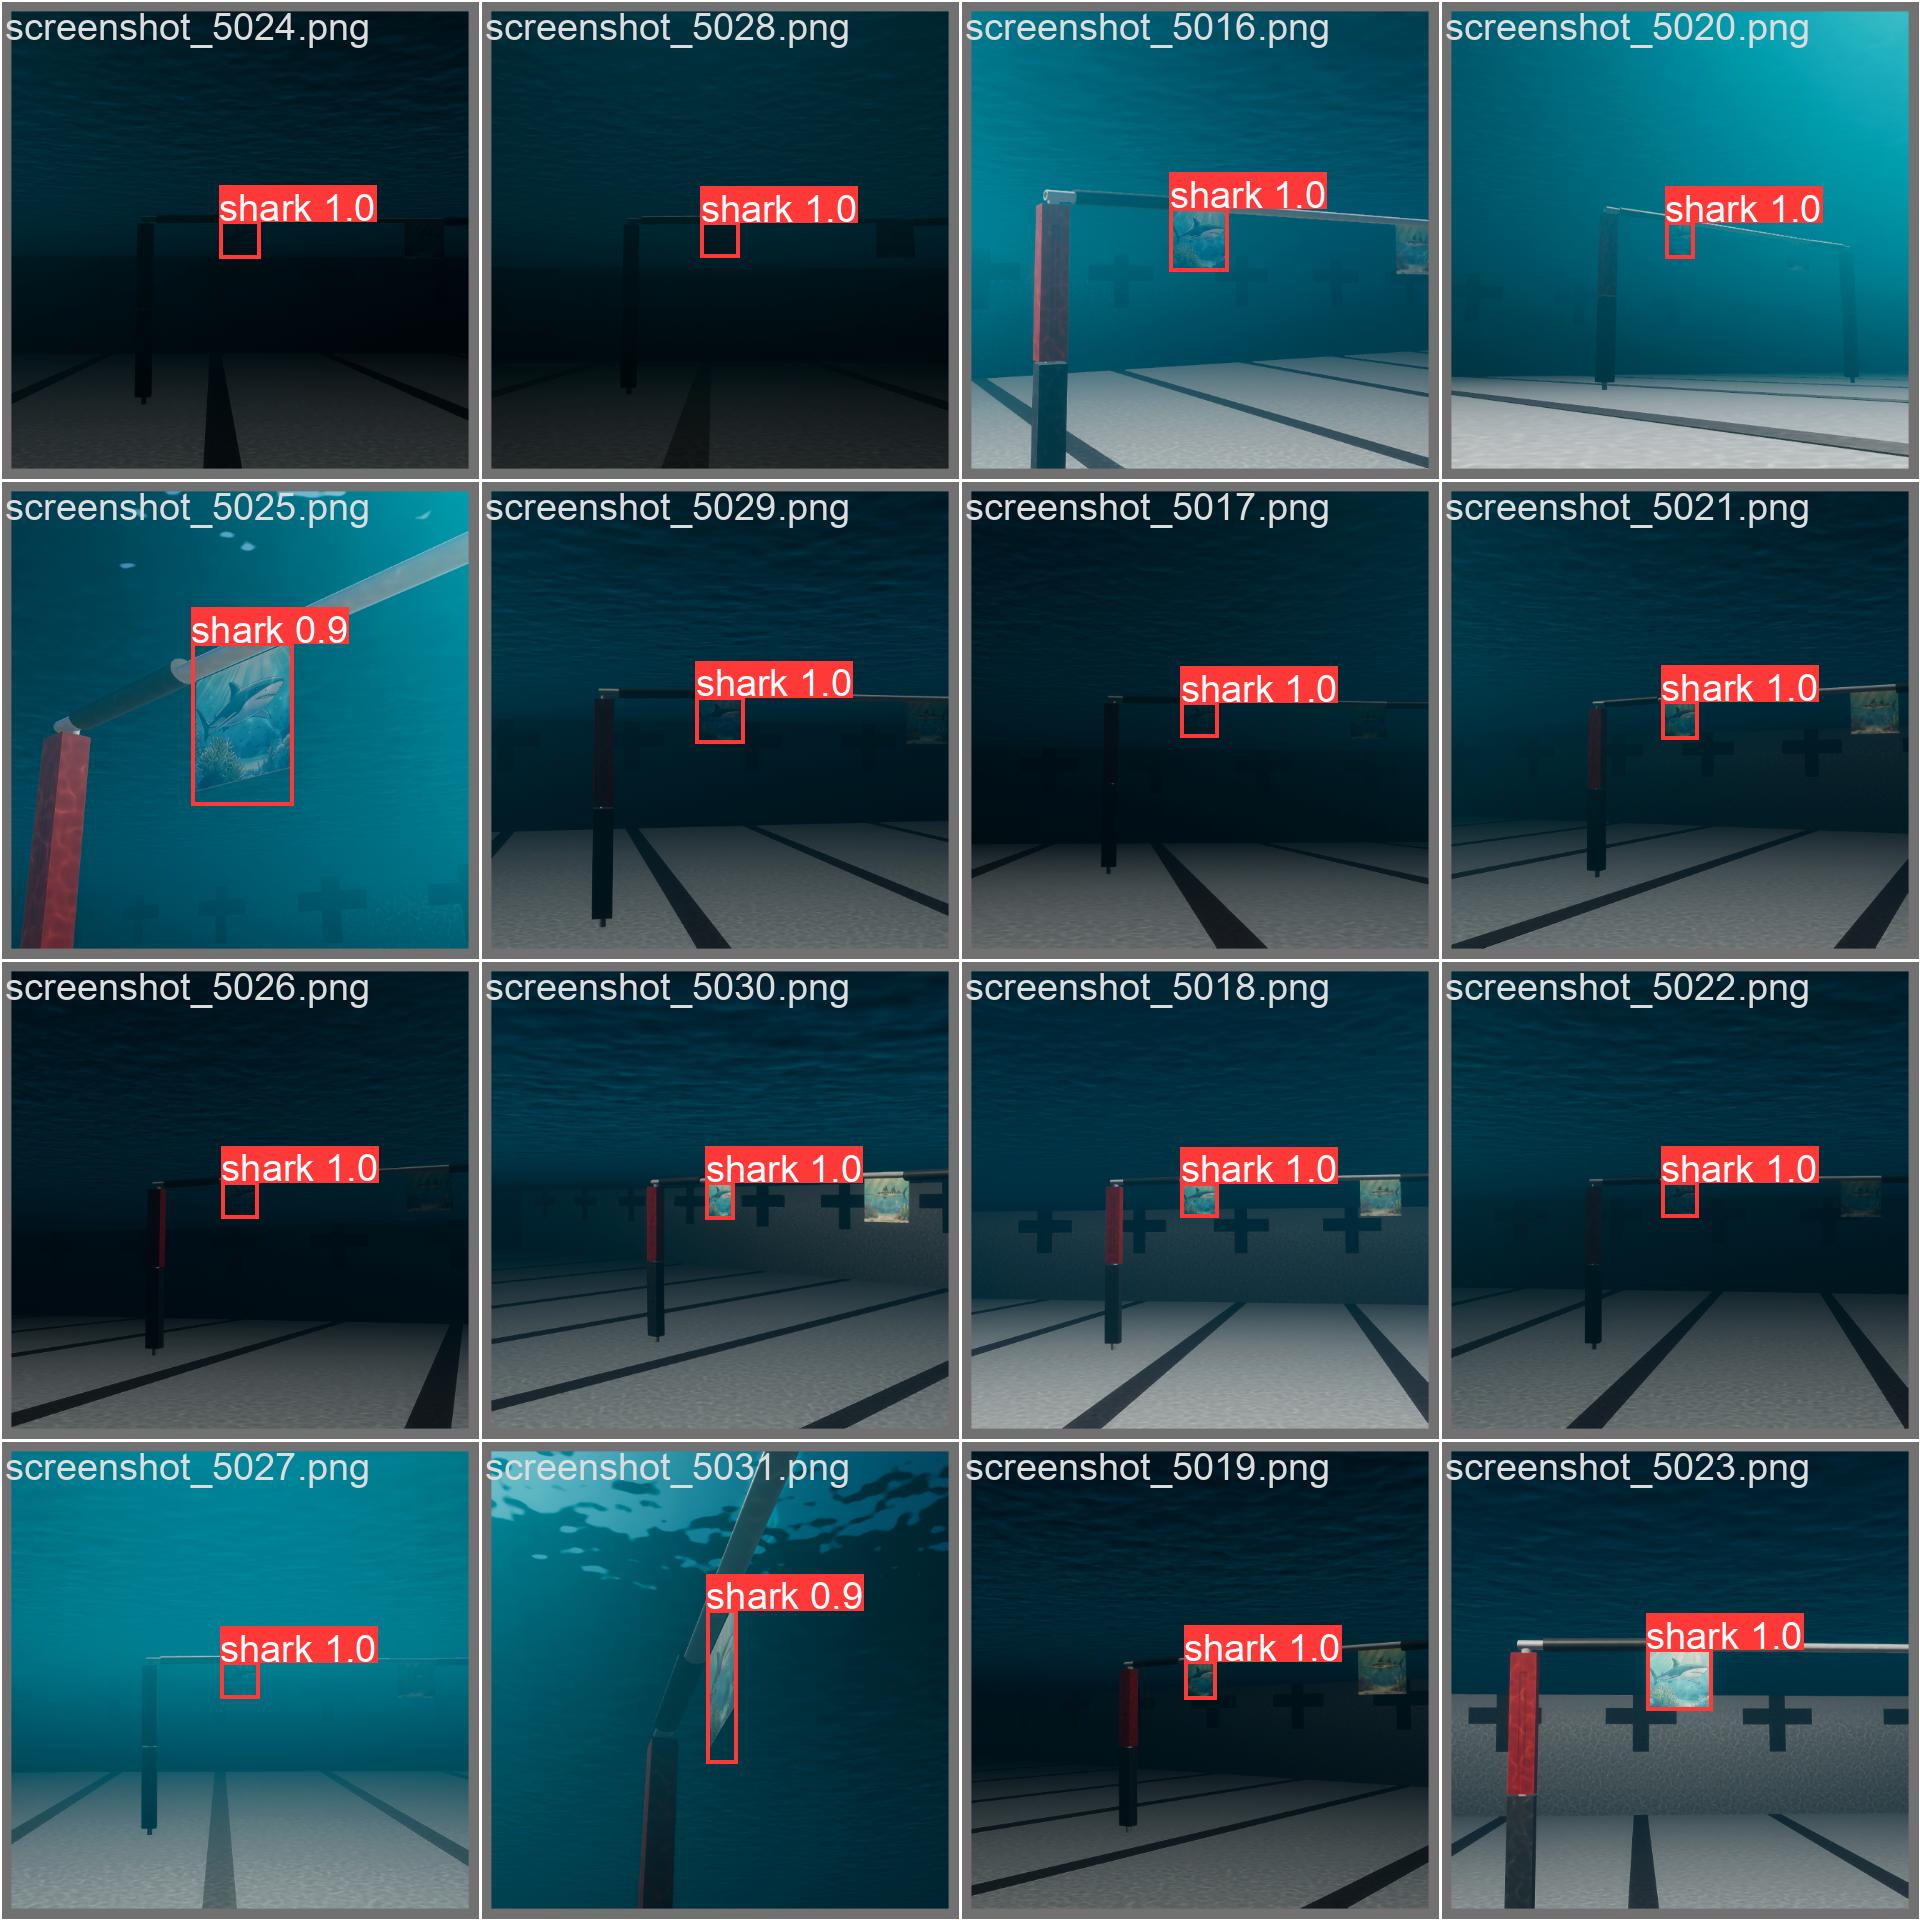 screenshot_5024.png
shark 1.0
screenshot_5028.png
shark 1.0
screenshot_5016.png
shark 1.0
screenshot_5020.png
shark 1.0
screenshot_5025.png
shark 0.9
screenshot_5029.png
shark 1.0
screenshot_5017.png
shark 1.0
screenshot_5021.png
shark 1.0
screenshot_5026.png
shark 1.0
screenshot_5030.png
shark 1.0
screenshot_5018.png
shark 1.0
screenshot_5022.png
shark 1.0
screenshot_5027.png
shark 1.0
screenshot_5031.png
shark 0.9
screenshot_5019.png
shark 1.0
screenshot_5023.png
shark 1.0